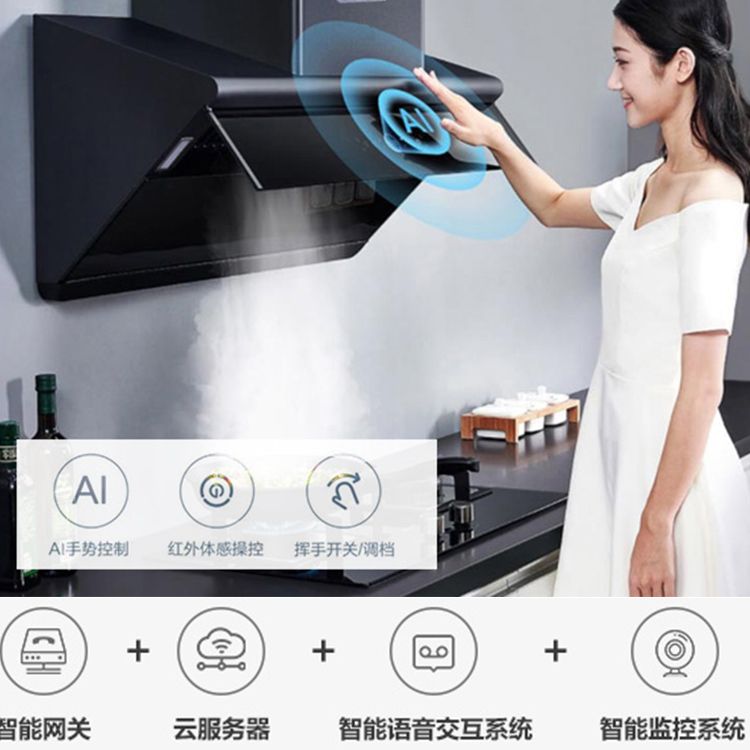 AI
AI
AI手势控制
红外体感操控
挥手开关/调档
+
+
+
智能网关
云服务器
智能语音交互系统
智能监控系统